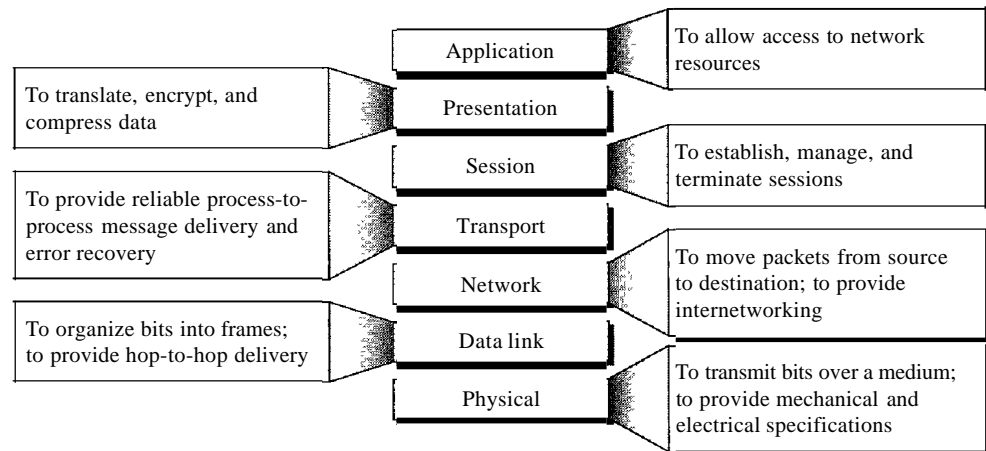 Application
To allow access to network
resources
To translate, encrypt, and
compress data
Presentation
Session
To establish, manage, and
terminate sessions
To provide reliable process-to-
process message delivery and
error recovery
Transport
Network
To move packets from source
to destination; to provide
internetworking
To organize bits into frames;
to provide hop-to-hop delivery
Data link
Physical
To transmit bits over a medium;
to provide mechanical and
electrical specifications